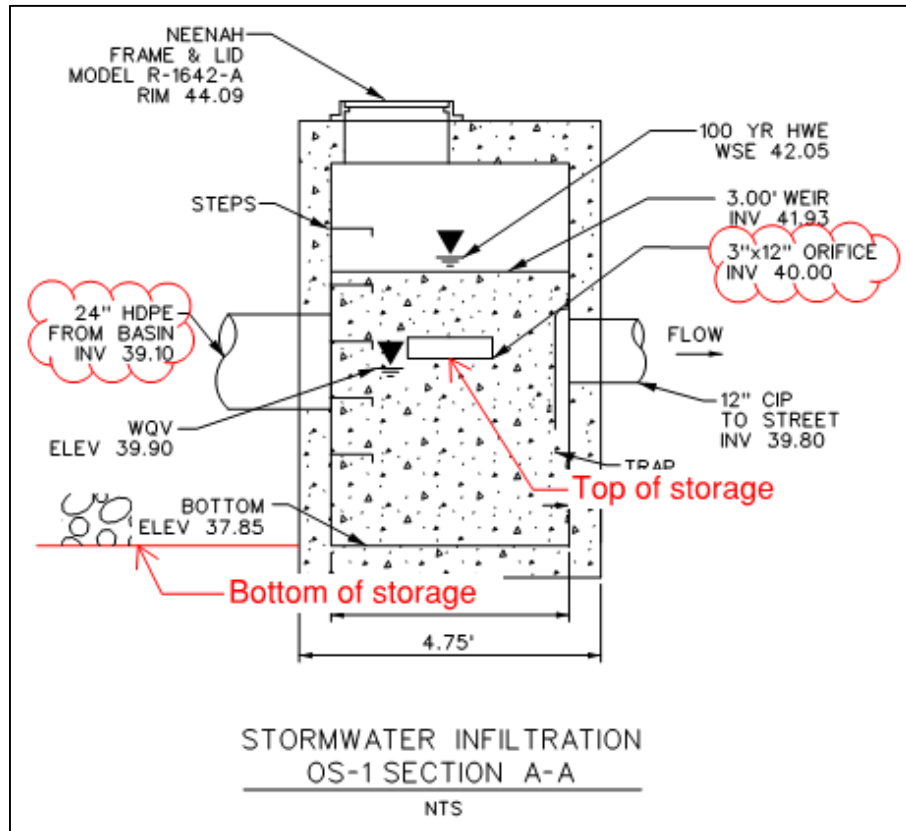 NEENAH
FRAME & LID
MODEL R-1642-A
RIM 44.09
100 YR HWE
WSE 42.05
STEPS
3.00' WEIR
INV 41.93
3"x12" ORIFICE
INV 40.00
24" HDPE
FROM BASIN
INV 39.10
FLOW
WQV
ELEV 39.90
12" CIP
TO STREET
INV 39.80
TRAP
Top of storage
BOTTOM
ELEV 37.85
Bottom of storage
4.75'
STORMWATER INFILTRATION
OS-1 SECTION A-A
NTS